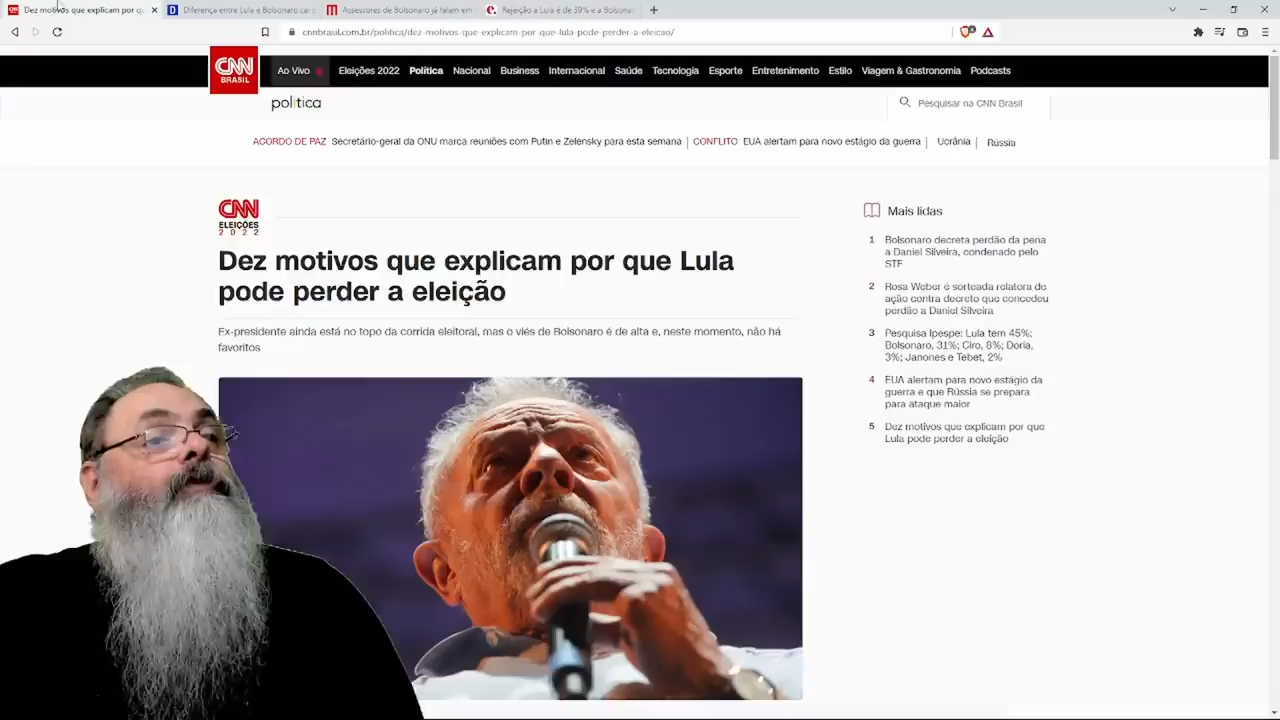 Dez motivos que explicam por qu
Diferença entre Lula e Bolsonaro cai
Assessores de Bolsonaro já falam em
Rejeição a Lula é de 39% e a Bolsonar
cnnbrasil.com.br/politica/dez-motivos-que-explicam-por-que-lula-pode-perder-a-eleicao/
CNN
BRASIL
Ao Vivo
Eleições 2022 Política Nacional Business Internacional Saúde Tecnologia Esporte Entretenimento Estilo Viagem & Gastronomia Podcasts
política
Pesquisar na CNN Brasil
ACORDO DE PAZ Secretário-geral da ONU marca reuniões com Putin e Zelensky para esta semana | CONFLITO EUA alertam para novo estágio da guerra | Ucrânia | Rússia
CNN
ELEIÇÕES
2022
Dez motivos que explicam por que Lula
pode perder a eleição
Ex-presidente ainda está no topo da corrida eleitoral, mas o viés de Bolsonaro é de alta e, neste momento, não há
favoritos
Mais lidas
1 Bolsonaro decreta perdão da pena
a Daniel Silveira, condenado pelo
STF
2 Rosa Weber é sorteada relatora de
ação contra decreto que concedeu
perdão a Daniel Silveira
3 Pesquisa Ipespe: Lula tem 45%;
Bolsonaro, 31%; Ciro, 8%; Doria,
3%; Janones e Tebet, 2%
4 EUA alertam para novo estágio da
guerra e que Rússia se prepara
para ataque maior
5 Dez motivos que explicam por que
Lula pode perder a eleição